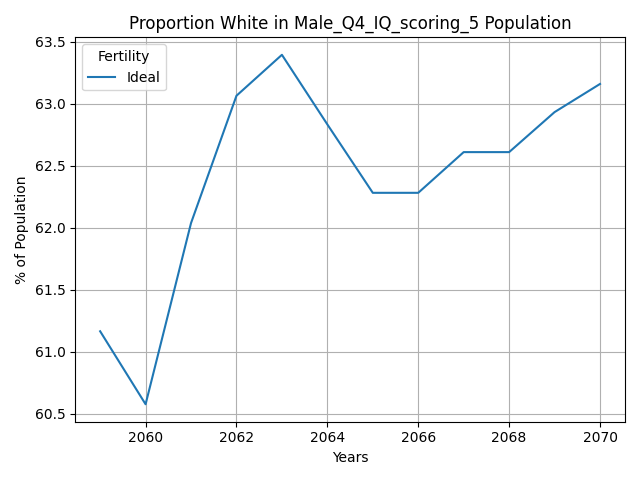 Proportion White in Male_Q4_IQ_scoring_5 Population
Fertility
Ideal
% of Population
63.5
63.0
62.5
62.0
61.5
61.0
60.5
2060 2062 2064 2066 2068 2070
Years